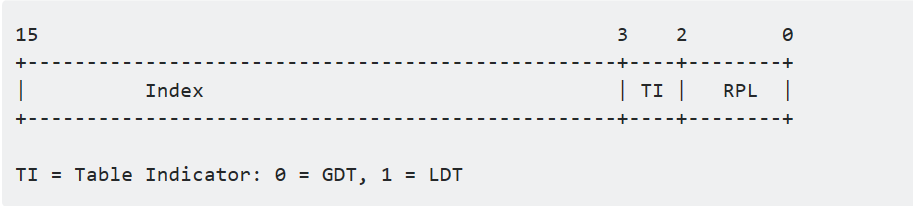 15 3 2 0
+--------------------------------------------------+----+--------+
| Index | TI | RPL |
+--------------------------------------------------+----+--------+
TI = Table Indicator: 0 = GDT, 1 = LDT